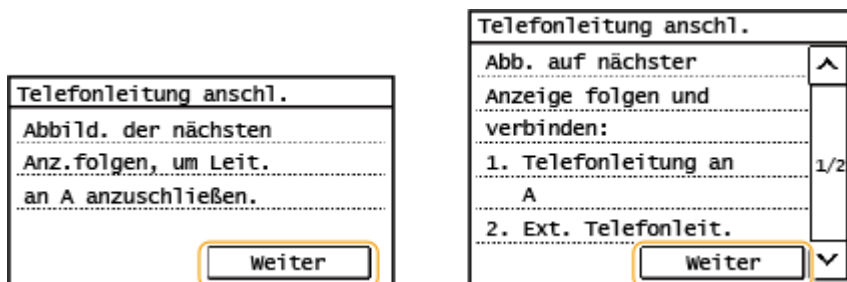 Telefonleitung anschl.
Abbild. der nächsten
Anz.folgen, um Leit.
an A anzuschließen.
Weiter
Telefonleitung anschl.
Abb. auf nächster
Anzeige folgen und
verbinden:
1. Telefonleitung an
A
2. Ext. Telefonleit.
1/2
Weiter